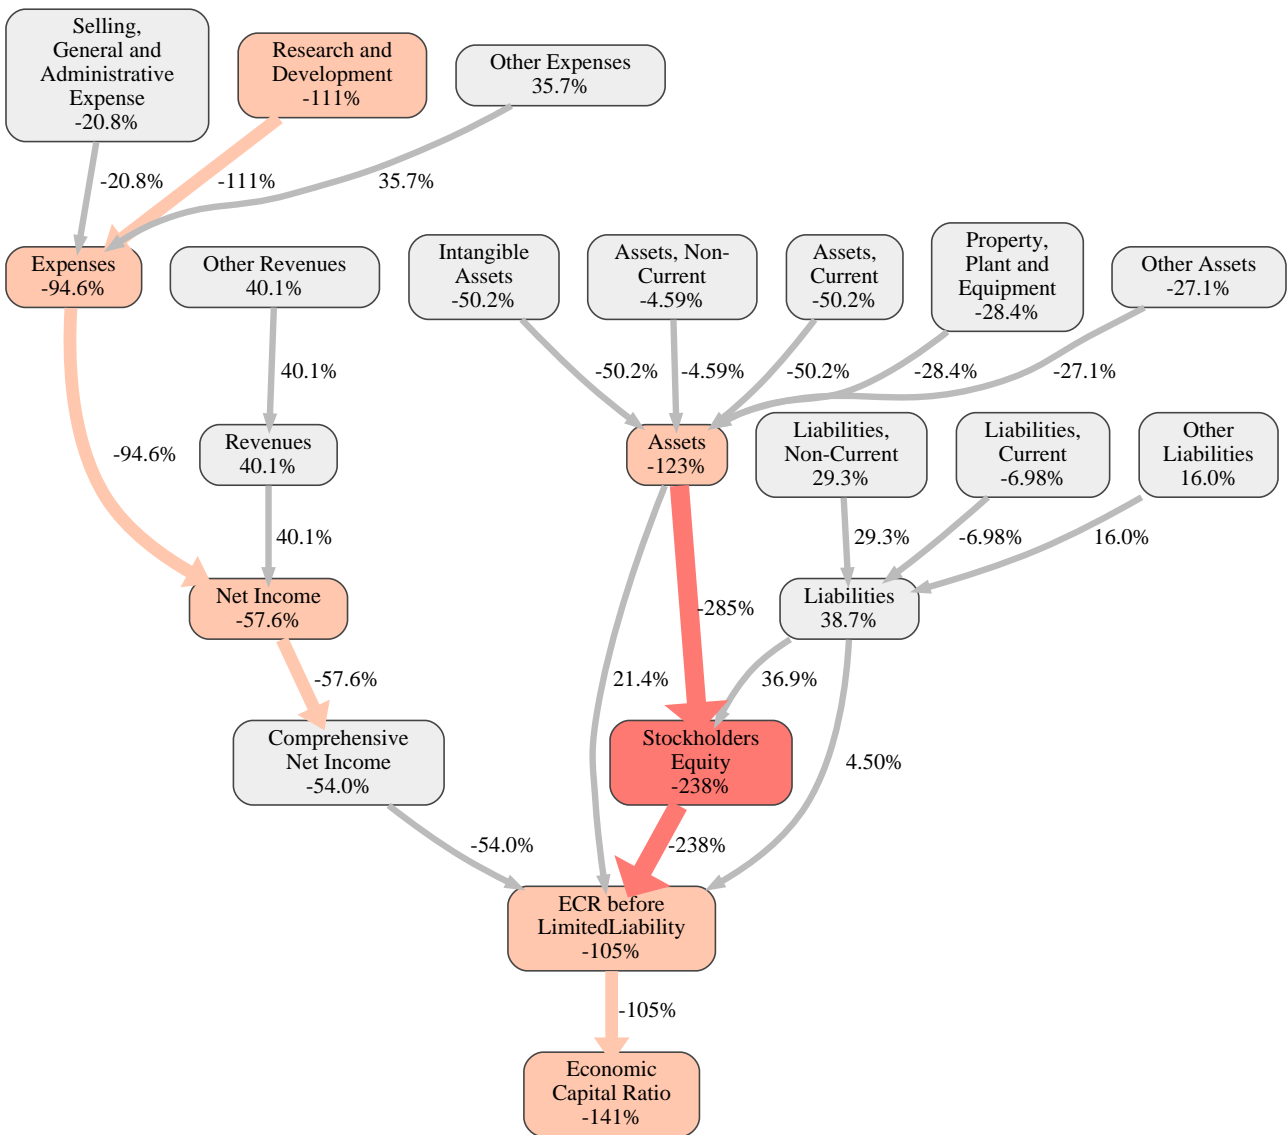 Selling,
General and
Administrative
Expense
-20.8%
Research and
Development
-111%
Other Expenses
35.7%
-20.8%
-111%
35.7%
Expenses
-94.6%
Other Revenues
40.1%
Intangible
Assets
-50.2%
Assets, Non-
Current
-4.59%
Assets,
Current
-50.2%
Property,
Plant and
Equipment
-28.4%
Other Assets
-27.1%
40.1%
-50.2%
-4.59%
-50.2%
-28.4%
-27.1%
-94.6%
Revenues
40.1%
Assets
-123%
Liabilities,
Non-Current
29.3%
Liabilities,
Current
-6.98%
Other
Liabilities
16.0%
40.1%
29.3%
-6.98%
16.0%
Net Income
-57.6%
-285%
Liabilities
38.7%
-57.6%
21.4%
36.9%
Comprehensive
Net Income
-54.0%
Stockholders
Equity
-238%
4.50%
-54.0%
-238%
ECR before
LimitedLiability
-105%
-105%
Economic
Capital Ratio
-141%